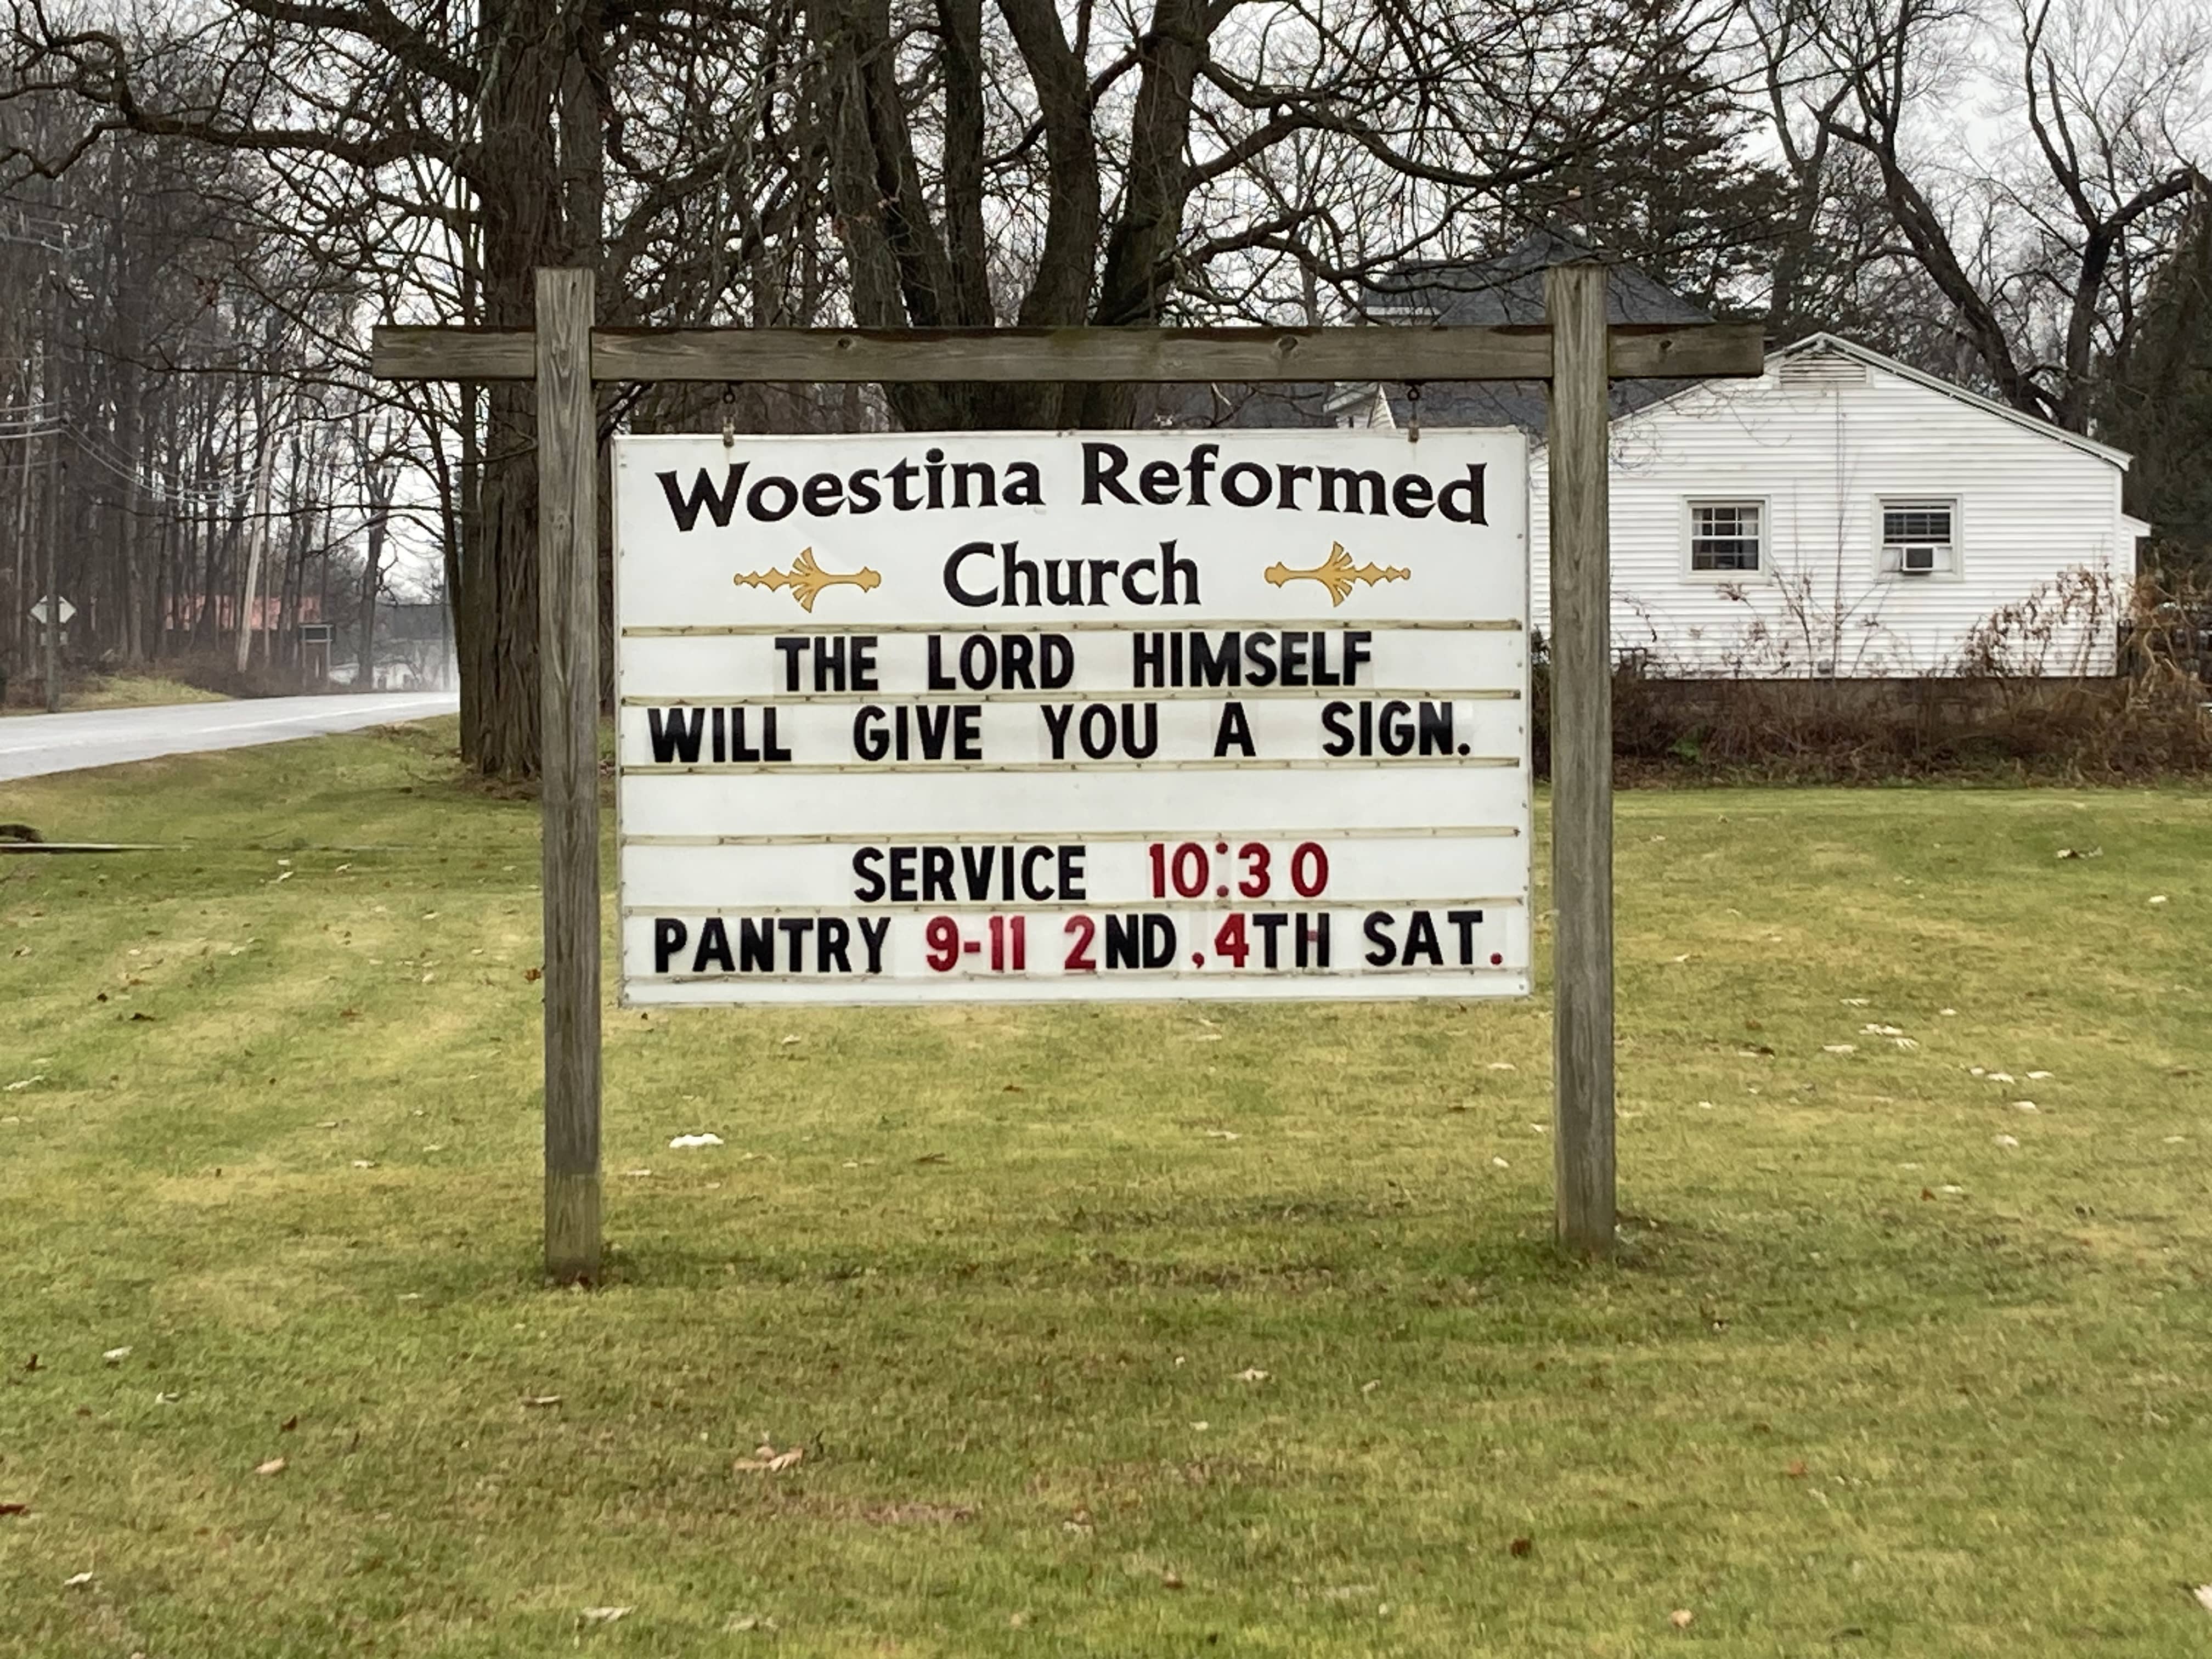 Woestina Reformed
Church
THE LORD HIMSELF
WILL GIVE YOU A SIGN.
SERVICE 10:30
PANTRY 9-11 2ND,4TH SAT.